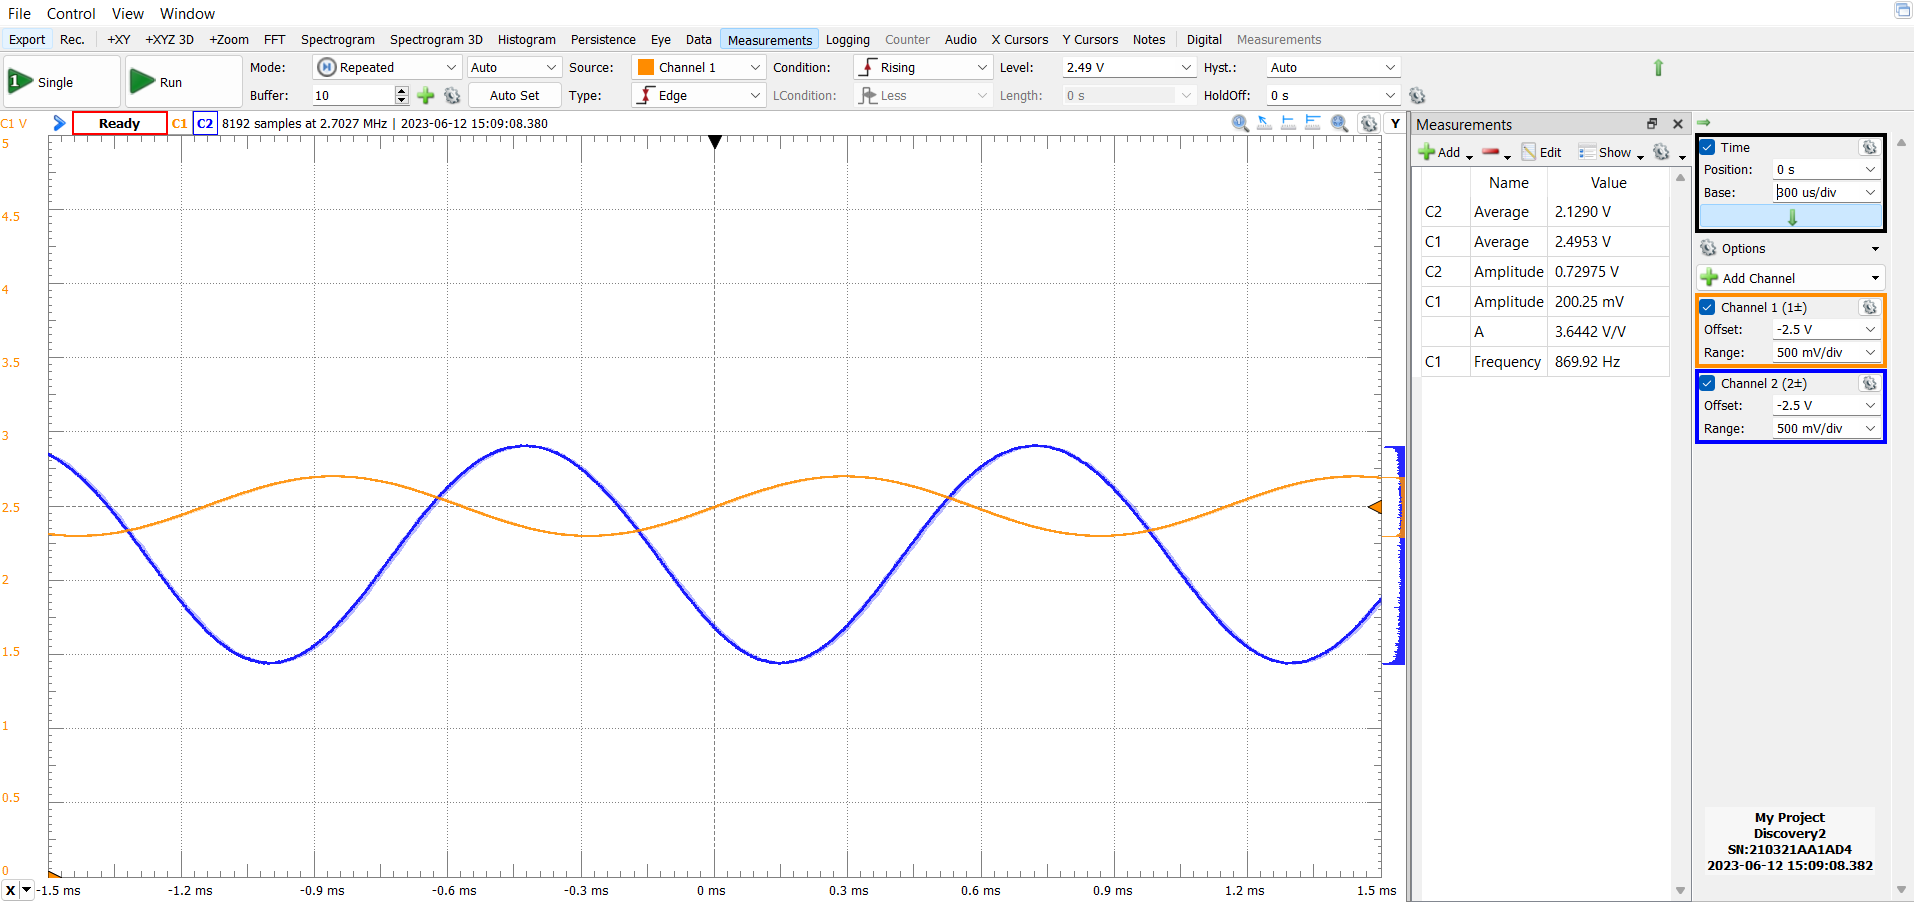 File Control View Window
Export Rec. +XY +XYZ 3D +Zoom FFT Spectrogram Spectrogram 3D Histogram Persistence Eye Data Measurements Logging Counter Audio X Cursors Y Cursors Notes Digital Measurements
1 Single Run Mode: Repeated Auto Source: Channel 1 Condition: Rising Level: 2.49 V Hyst.: Auto
Buffer: 10 Auto Set Type: Edge LCondition: Less Length: 0 s HoldOff: 0 s
C1 V Ready C1 C2 8192 samples at 2.7027 MHz | 2023-06-12 15:09:08.380 Y
5
4.5
4
3.5
3
2.5
2
1.5
1
0.5
0
X -1.5 ms -1.2 ms -0.9 ms -0.6 ms -0.3 ms 0 ms 0.3 ms 0.6 ms 0.9 ms 1.2 ms 1.5 ms
Measurements
Add Edit Show
Name Value
C2 Average 2.1290 V
C1 Average 2.4953 V
C2 Amplitude 0.72975 V
C1 Amplitude 200.25 mV
A 3.6442 V/V
C1 Frequency 869.92 Hz
Time
Position: 0 s
Base: 300 us/div
Options
Add Channel
Channel 1 (1±)
Offset: -2.5 V
Range: 500 mV/div
Channel 2 (2±)
Offset: -2.5 V
Range: 500 mV/div
My Project
Discovery2
SN:210321AA1AD4
2023-06-12 15:09:08.382